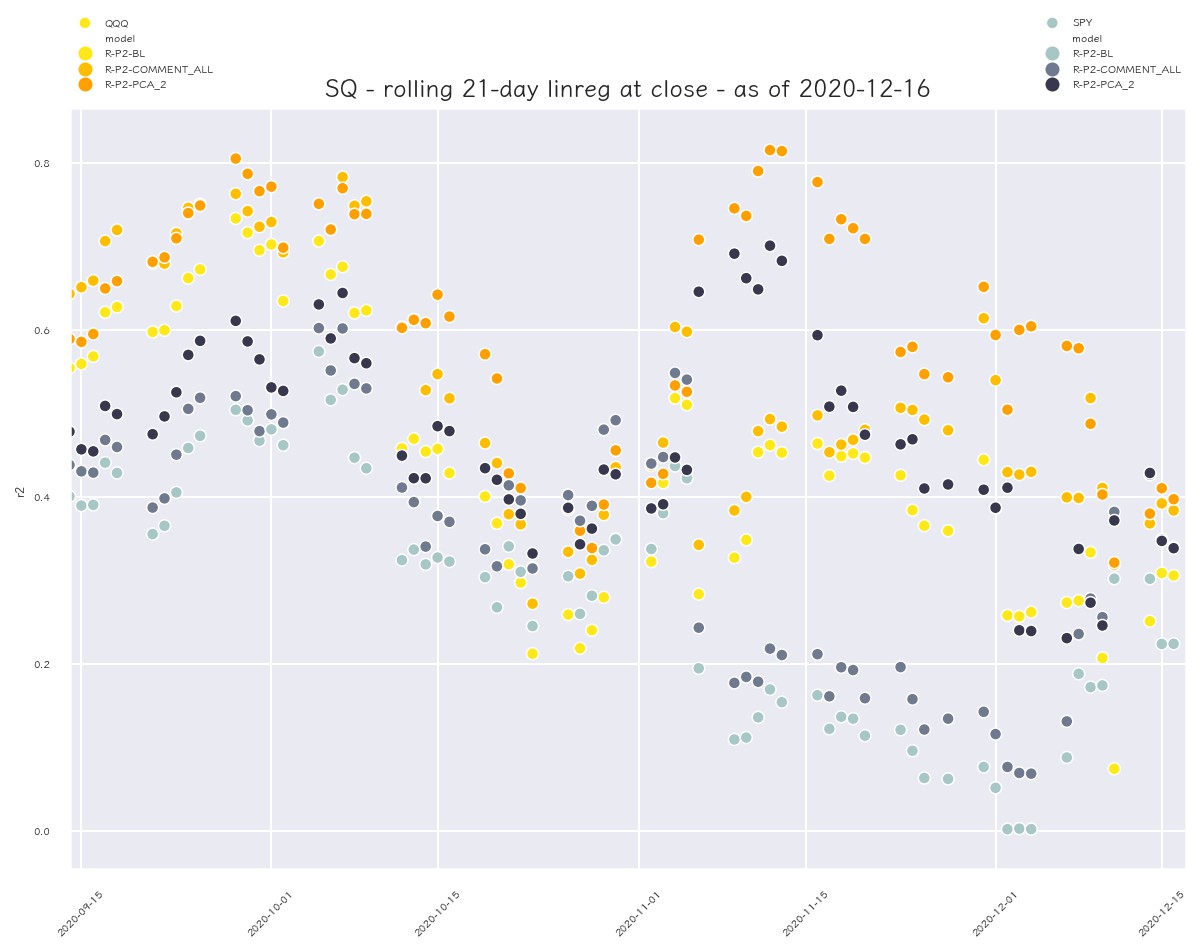 QQQ
model
R-P2-BL
R-P2-COMMENT_ALL
R-P2-PCA_2
SPY
model
R-P2-BL
R-P2-COMMENT_ALL
R-P2-PCA_2
SQ - rolling 21-day linreg at close - as of 2020-12-16
0.8
0.6
0.4
0.2
0.0
r2
2020-09-15
2020-10-01
2020-10-15
2020-11-01
2020-11-15
2020-12-01
2020-12-15